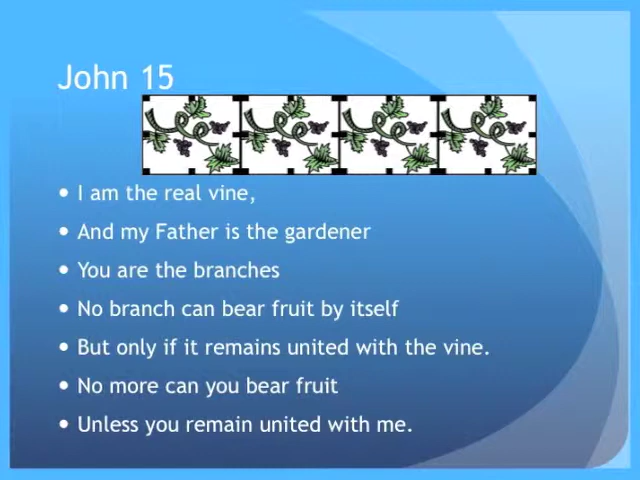 John 15
• I am the real vine,
• And my Father is the gardener
• You are the branches
• No branch can bear fruit by itself
• But only if it remains united with the vine.
• No more can you bear fruit
• Unless you remain united with me.